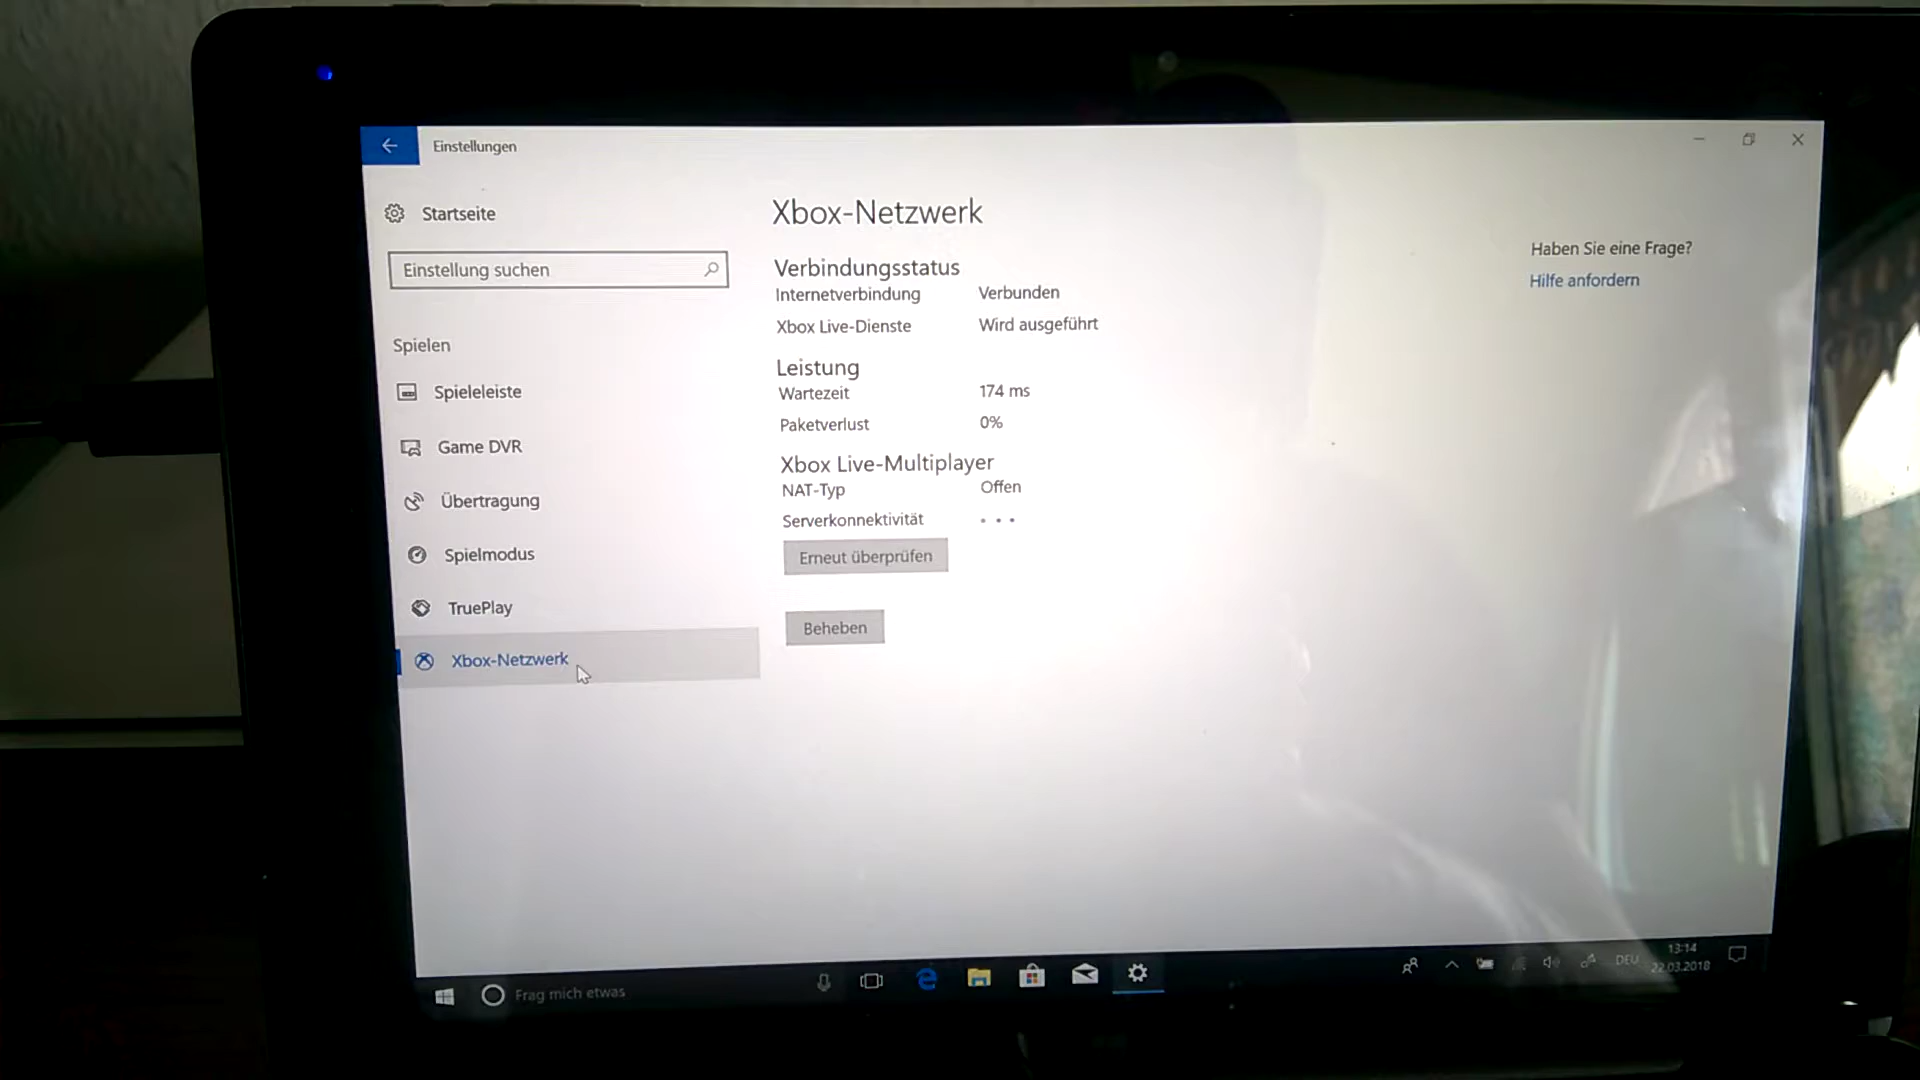 Einstellungen
Startseite
Einstellung suchen
Spielen
Spieleleiste
Game DVR
Übertragung
Spielmodus
TruePlay
Xbox-Netzwerk
Xbox-Netzwerk
Verbindungsstatus
Internetverbindung Verbunden
Xbox Live-Dienste Wird ausgeführt
Leistung
Wartezeit 174 ms
Paketverlust 0%
Xbox Live-Multiplayer
NAT-Typ Offen
Serverkonnektivität • • •
Erneut überprüfen
Beheben
Haben Sie eine Frage?
Hilfe anfordern
Frag mich etwas
DEU
13:14
22.03.2018